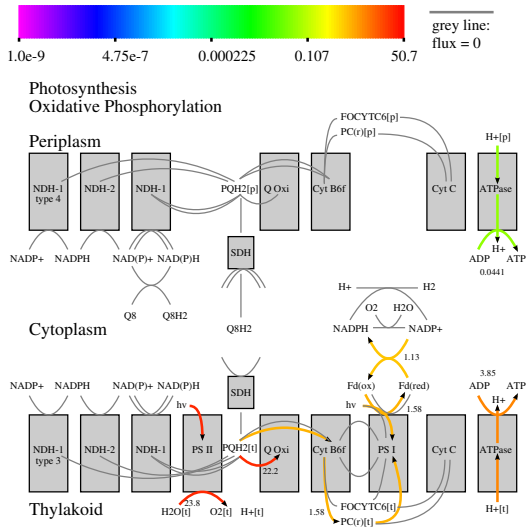 1.0e-9 4.75e-7 0.000225 0.107 50.7
grey line:
flux = 0
Photosynthesis
Oxidative Phosphorylation
Periplasm
FOCYTC6[p]
PC(r)[p]
H+[p]
NDH-1 type 4
NDH-2
NDH-1
PQH2[p]
Q Oxi
Cyt B6f
Cyt C
ATPase
NADP+ NADPH NAD(P)+ NAD(P)H
SDH
H+
ADP ATP
0.0441
Q8 Q8H2
Q8H2
H+ H2
O2 H2O
NADPH NADP+
Cytoplasm
1.13
NADP+ NADPH NAD(P)+ NAD(P)H
SDH
Fd(ox) Fd(red)
3.85
ADP ATP
H+
hν
hν
1.58
NDH-1 type 3
NDH-2
NDH-1
PS II
PQH2[t]
Q Oxi
Cyt B6f
PS I
Cyt C
ATPase
22.2
23.8
1.58
H2O[t] O2[t] H+[t]
FOCYTC6[t]
PC(r)[t]
H+[t]
Thylakoid